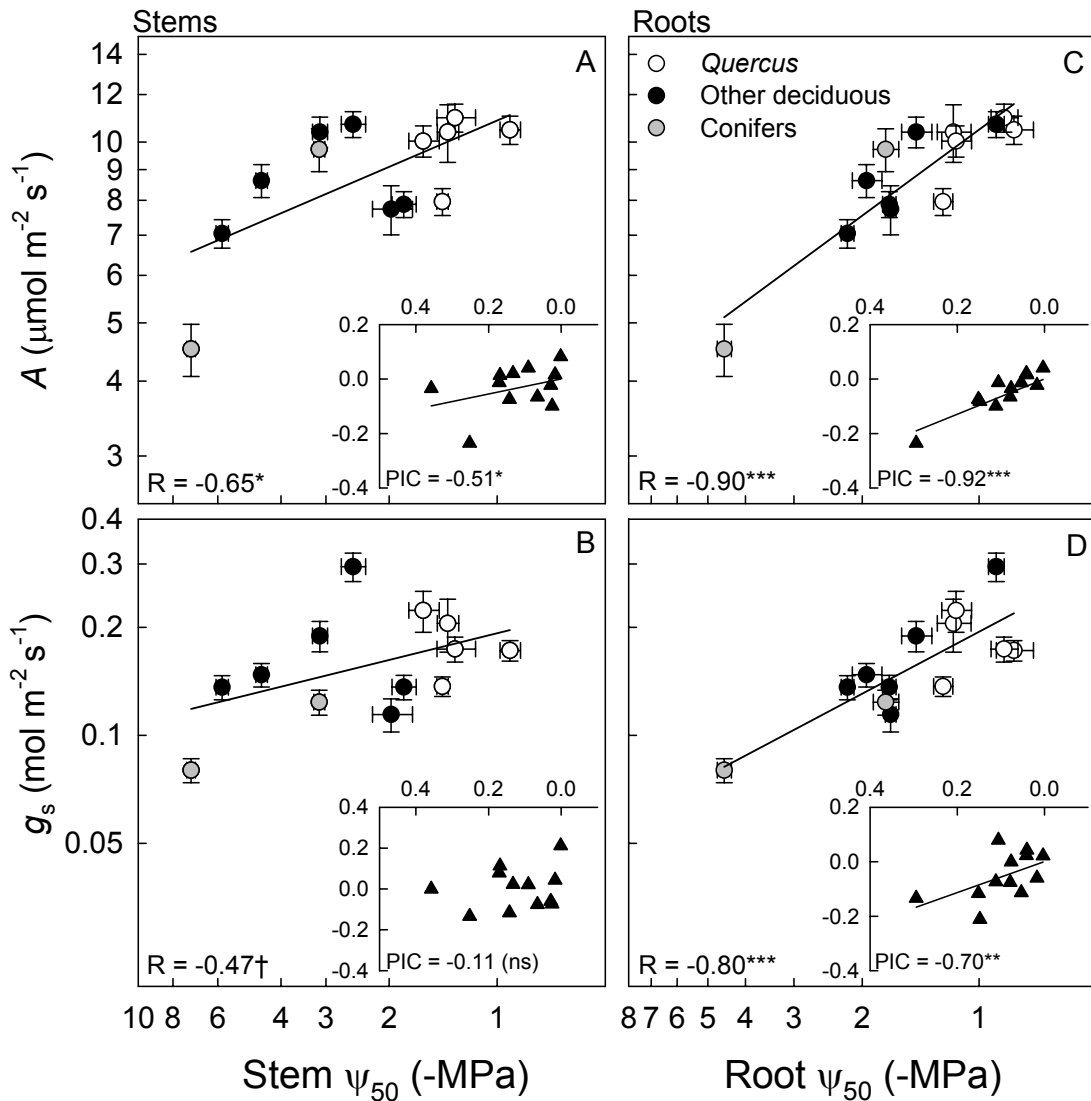 Stems
Roots
14
12
10
9
8
7
6
5
4
3
A (μmol m⁻² s⁻¹)
A
0.4 0.2 0.0
0.2
0.0
-0.2
-0.4
PIC = -0.51*
R = -0.65*
C
Quercus
Other deciduous
Conifers
0.4 0.2 0.0
0.2
0.0
-0.2
-0.4
PIC = -0.92***
R = -0.90***
0.4
0.3
0.2
0.1
0.05
gs (mol m⁻² s⁻¹)
B
0.4 0.2 0.0
0.4
0.2
0.0
-0.2
-0.4
PIC = -0.11 (ns)
R = -0.47†
D
0.4 0.2 0.0
0.2
0.0
-0.2
-0.4
PIC = -0.70**
R = -0.80***
10 8 6 4 3 2 1
8 7 6 5 4 3 2 1
Stem ψ₅₀ (-MPa)
Root ψ₅₀ (-MPa)